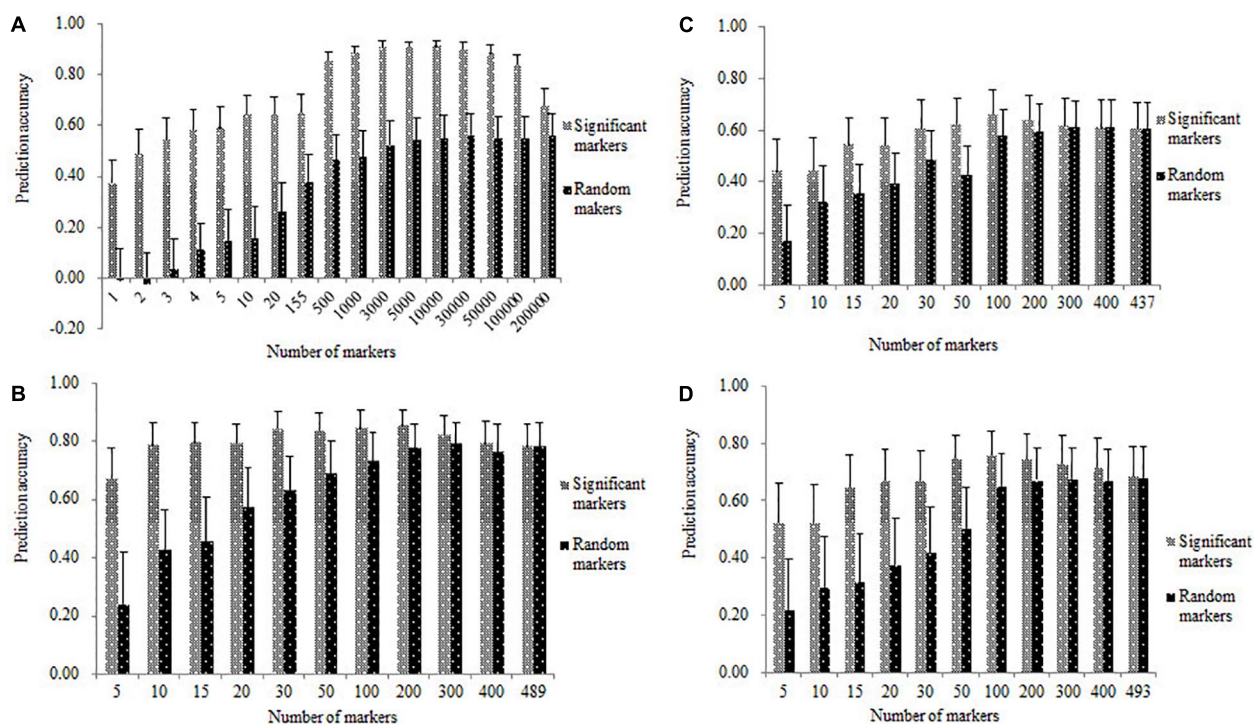 A
Prediction accuracy
1.00
0.80
0.60
0.40
0.20
0.00
-0.20
1 2 3 4 5 10 20 155 500 1000 3000 5000 10000 30000 50000 100000 200000
Number of markers
Significant
markers
Random
makers
B
Prediction accuracy
1.00
0.80
0.60
0.40
0.20
0.00
5 10 15 20 30 50 100 200 300 400 489
Number of markers
Significant
markers
Random
markers
C
Prediction accuracy
1.00
0.80
0.60
0.40
0.20
0.00
5 10 15 20 30 50 100 200 300 400 437
Number of markers
Significant
markers
Random
markers
D
Prediction accuracy
1.00
0.80
0.60
0.40
0.20
0.00
5 10 15 20 30 50 100 200 300 400 493
Number of markers
Significant
markers
Random
markers